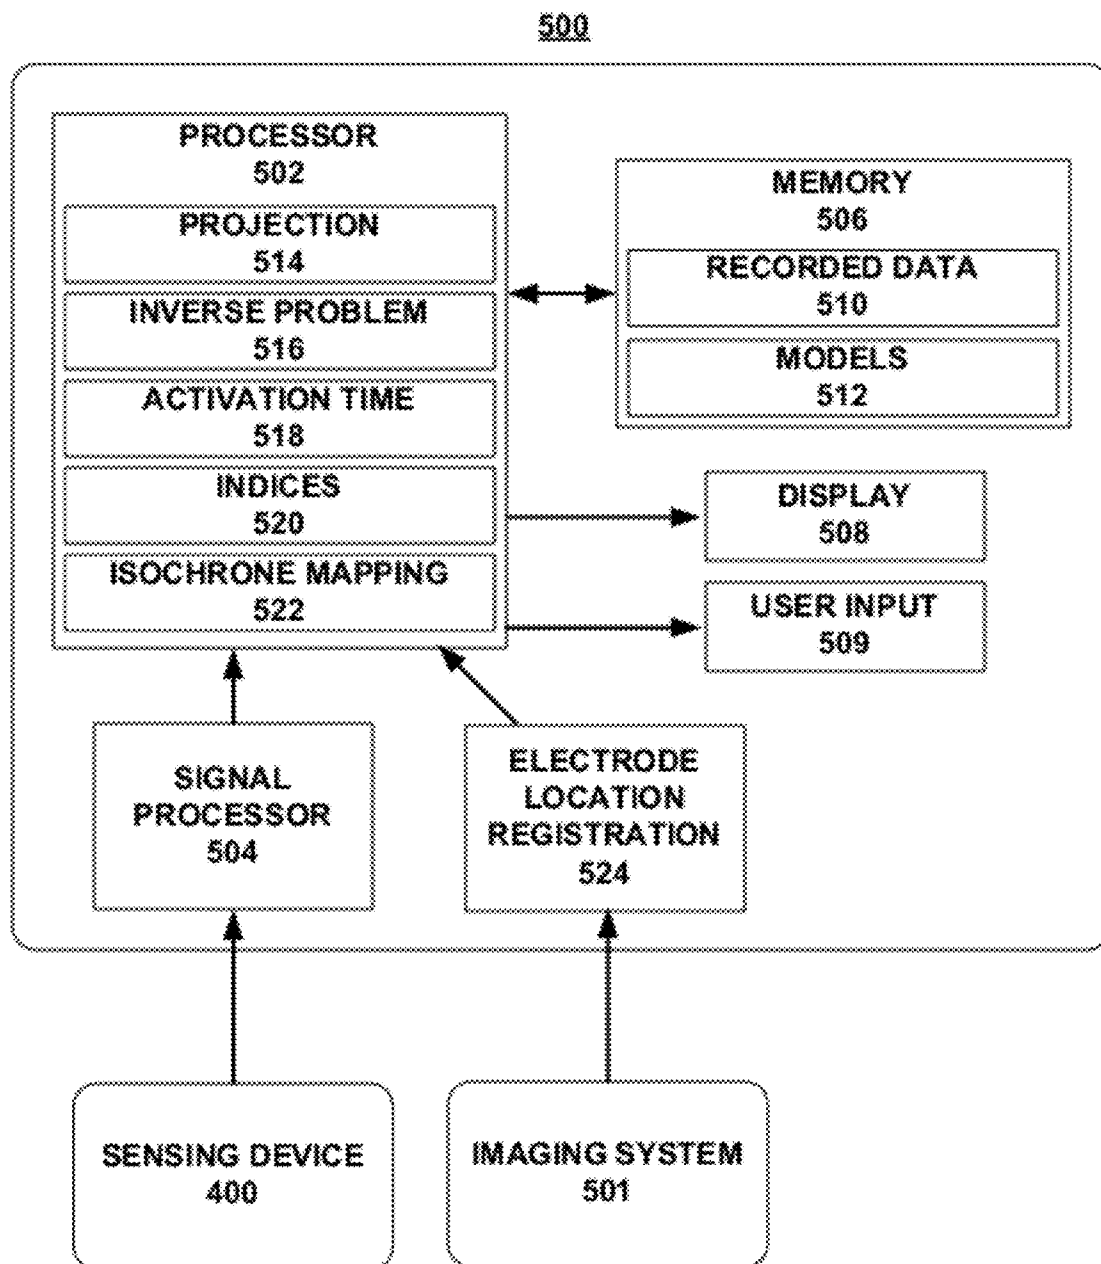 500
PROCESSOR
502
PROJECTION
514
INVERSE PROBLEM
516
ACTIVATION TIME
518
INDICES
520
ISOCHRONE MAPPING
522
MEMORY
506
RECORDED DATA
510
MODELS
512
DISPLAY
508
USER INPUT
509
SIGNAL
PROCESSOR
504
ELECTRODE
LOCATION
REGISTRATION
524
SENSING DEVICE
400
IMAGING SYSTEM
501